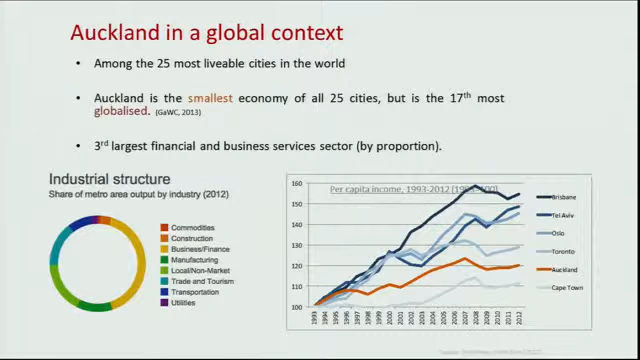 Auckland in a global context
• Among the 25 most liveable cities in the world
• Auckland is the smallest economy of all 25 cities, but is the 17th most
globalised. (GaWC, 2013)
• 3rd largest financial and business services sector (by proportion).
Industrial structure
Share of metro area output by industry (2012)
Commodities
Construction
Business/Finance
Manufacturing
Local/Non-Market
Trade and Tourism
Transportation
Utilities
Per capita income, 1993-2012 (1993=100)
160
150
140
130
120
110
100
1993 1994 1995 1996 1997 1998 1999 2000 2001 2002 2003 2004 2005 2006 2007 2008 2009 2010 2011 2012
Brisbane
Tel Aviv
Oslo
Toronto
Auckland
Cape Town